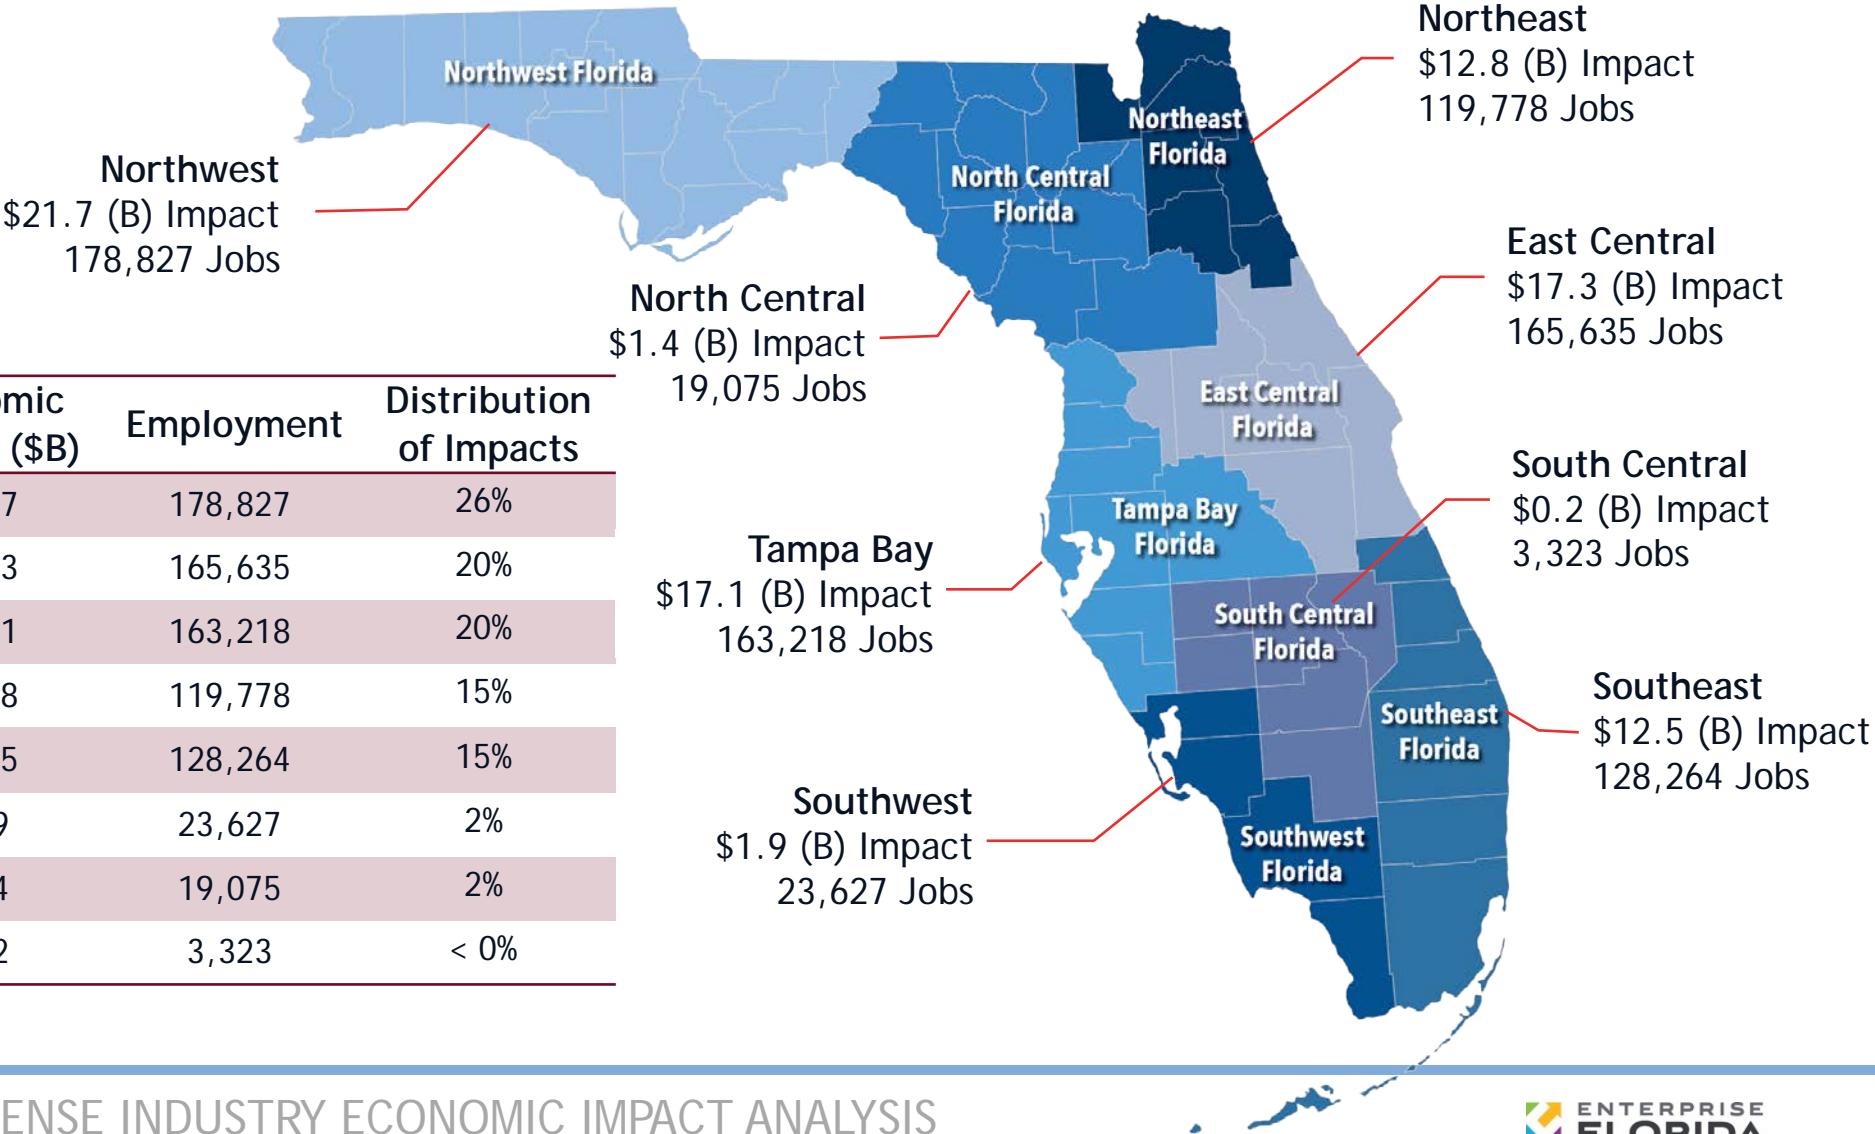 Northeast
$12.8 (B) Impact
119,778 Jobs
Northwest Florida
Northeast
Florida
Northwest
$21.7 (B) Impact
178,827 Jobs
North Central
Florida
East Central
$17.3 (B) Impact
165,635 Jobs
North Central
$1.4 (B) Impact
19,075 Jobs
East Central
Florida
($B) Employment Distribution
of Impacts
7 178,827 26%
3 165,635 20%
1 163,218 20%
8 119,778 15%
5 128,264 15%
9 23,627 2%
4 19,075 2%
2 3,323 < 0%
South Central
$0.2 (B) Impact
3,323 Jobs
Tampa Bay
Florida
Tampa Bay
$17.1 (B) Impact
163,218 Jobs
South Central
Florida
Southeast
$12.5 (B) Impact
128,264 Jobs
Southeast
Florida
Southwest
$1.9 (B) Impact
23,627 Jobs
Southwest
Florida
ENSE INDUSTRY ECONOMIC IMPACT ANALYSIS
ENTERPRISE
FLORIDA